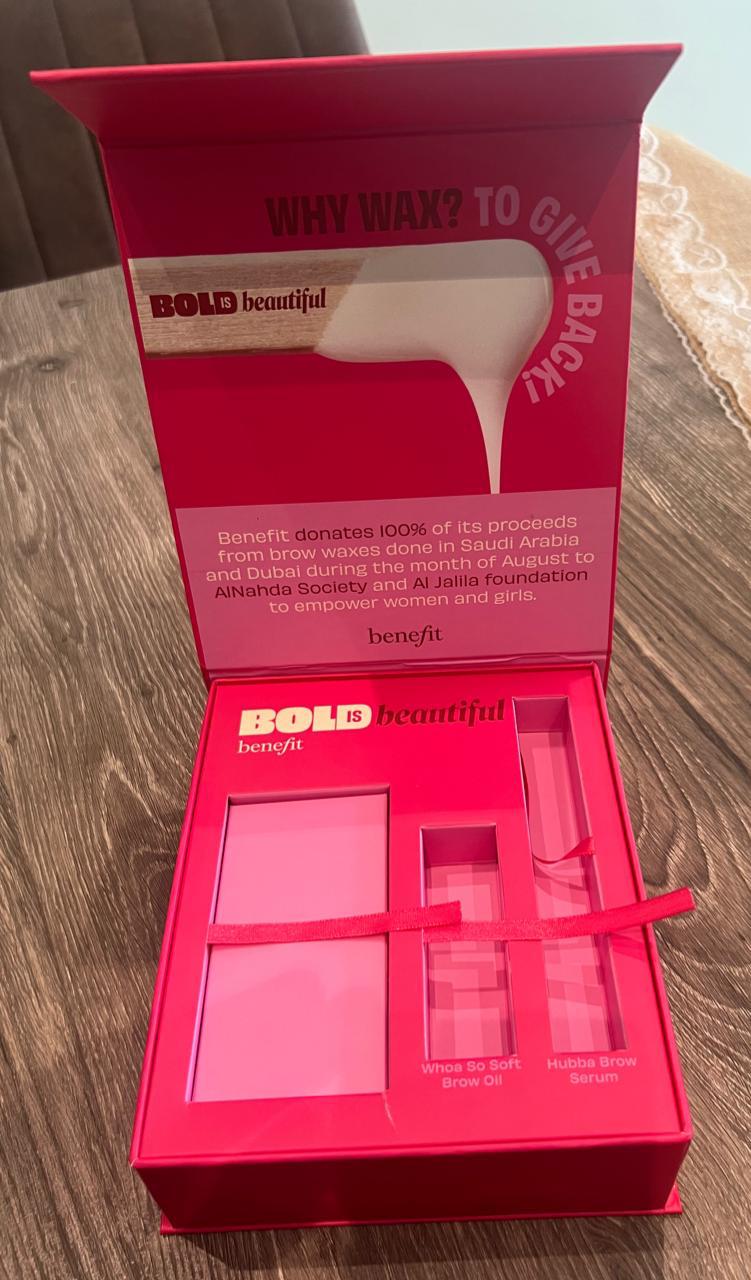 WHY WAX? TO GIVE BACK!
BOLD IS beautiful
Benefit donates 100% of its proceeds
from brow waxes done in Saudi Arabia
and Dubai during the month of August to
AlNahda Society and Al Jalila foundation
to empower women and girls.
benefit
BOLD IS beautiful
benefit
Whoa So Soft
Brow Oil
Hubba Brow
Serum